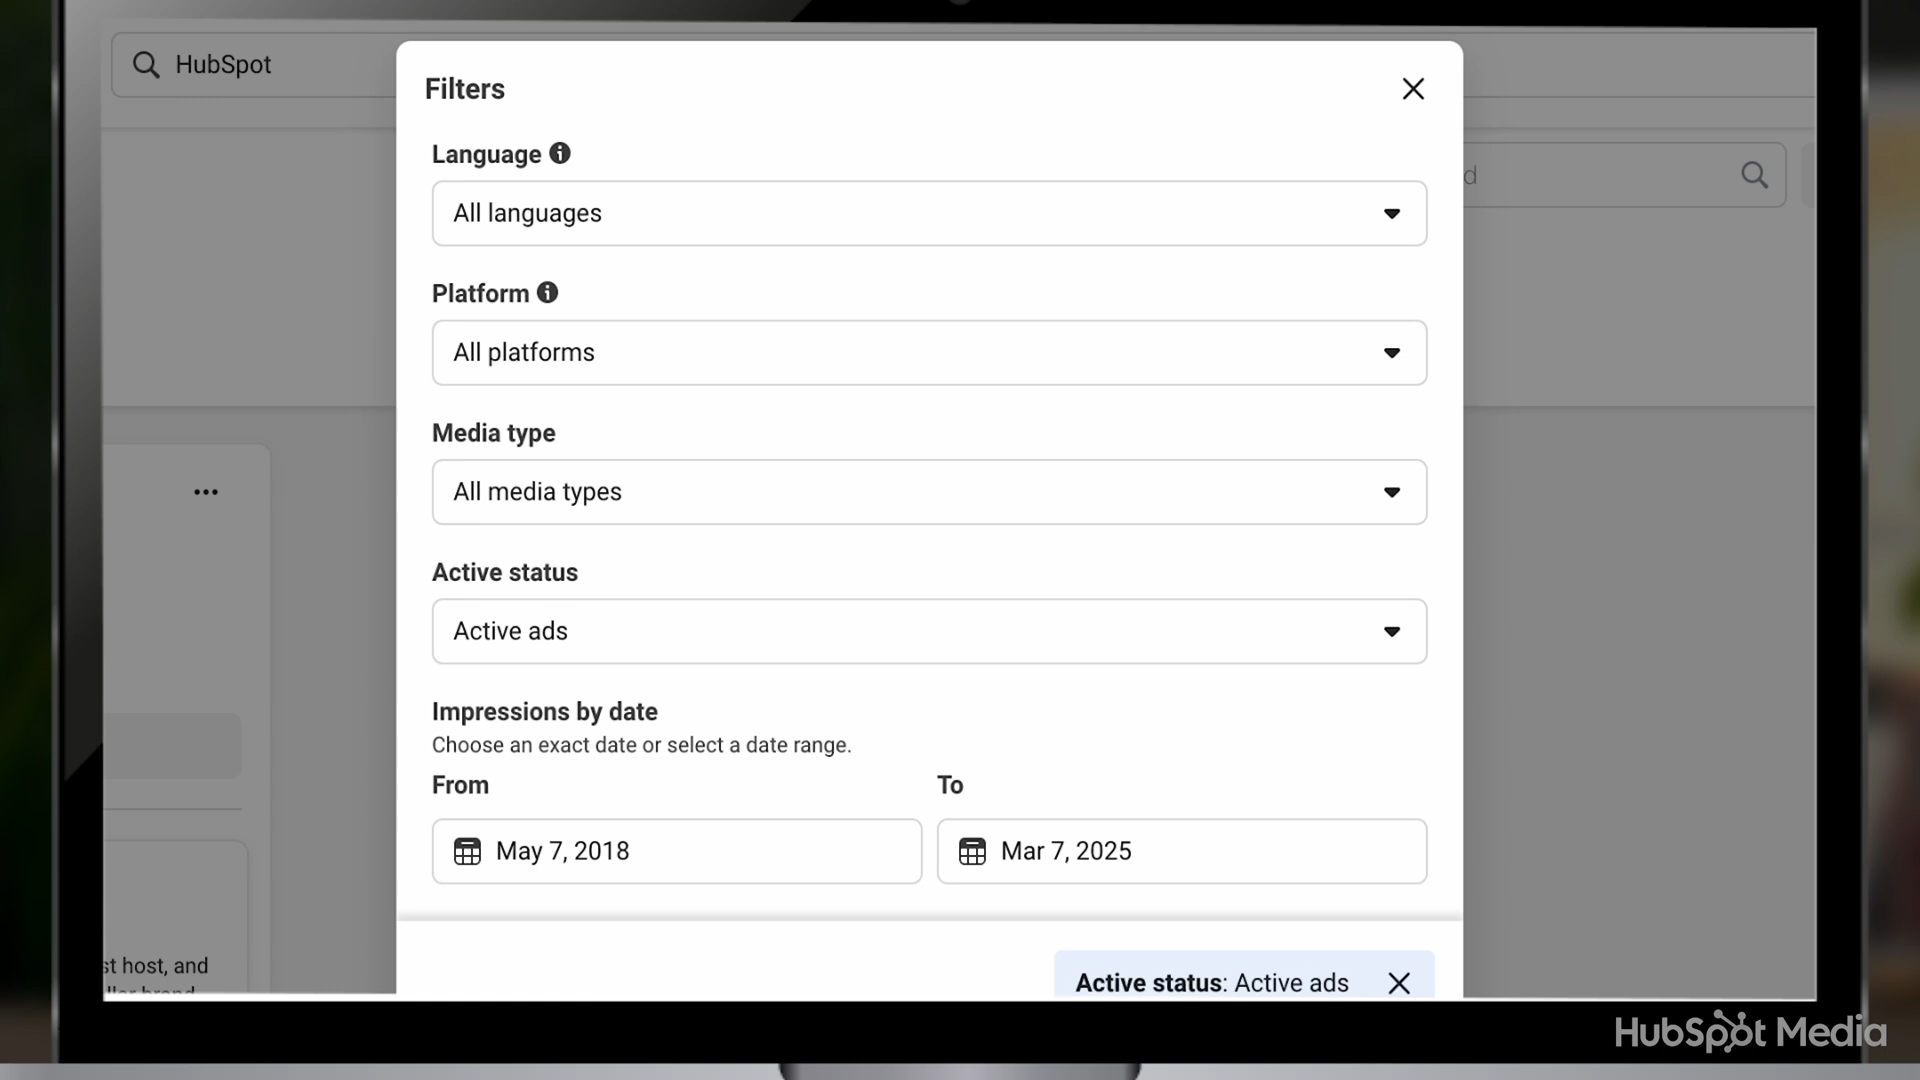 HubSpot
Filters
Language
All languages
Platform
All platforms
Media type
All media types
Active status
Active ads
Impressions by date
Choose an exact date or select a date range.
From
To
May 7, 2018
Mar 7, 2025
Active status: Active ads
host, and
HubSpot Media